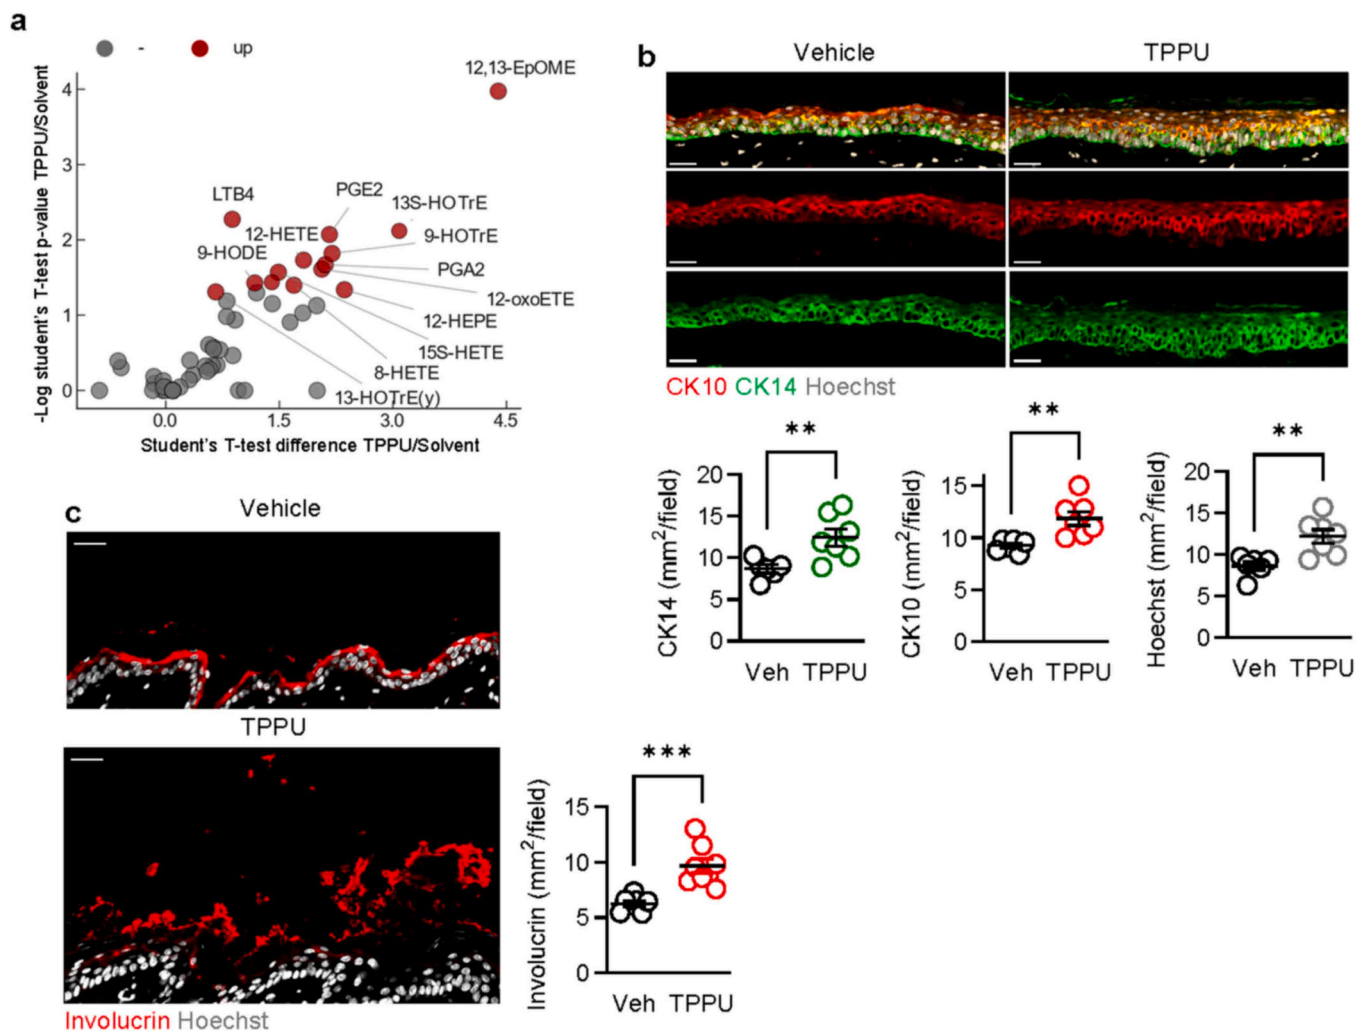 a
- up
-Log student's T-test p-value TPPU/Solvent
4
3
2
1
0
12,13-EpOME
LTB4
PGE2
13S-HOTrE
12-HETE
9-HOTrE
9-HODE
PGA2
12-oxoETE
12-HEPE
15S-HETE
8-HETE
13-HOTrE(y)
0.0 1.5 3.0 4.5
Student's T-test difference TPPU/Solvent
b
Vehicle TPPU
CK10 CK14 Hoechst
CK14 (mm²/field)
20
15
10
5
0
**
Veh TPPU
CK10 (mm²/field)
15
10
5
0
**
Veh TPPU
Hoechst (mm²/field)
20
15
10
5
0
**
Veh TPPU
c
Vehicle
TPPU
Involucrin Hoechst
Involucrin (mm²/field)
15
10
5
0
***
Veh TPPU